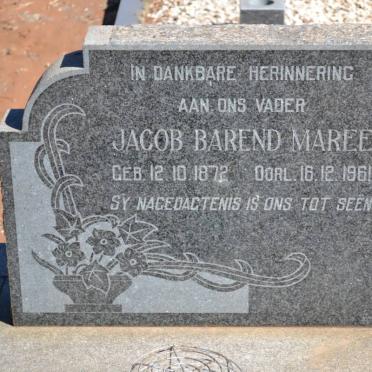 IN DANKBARE HERINNERING
AAN ONS VADER
JACOB BAREND MAREE
GEB. 12.10.1872 OORL. 16.12.1961
SY NAGEDAGTENIS IS ONS TOT SEËN